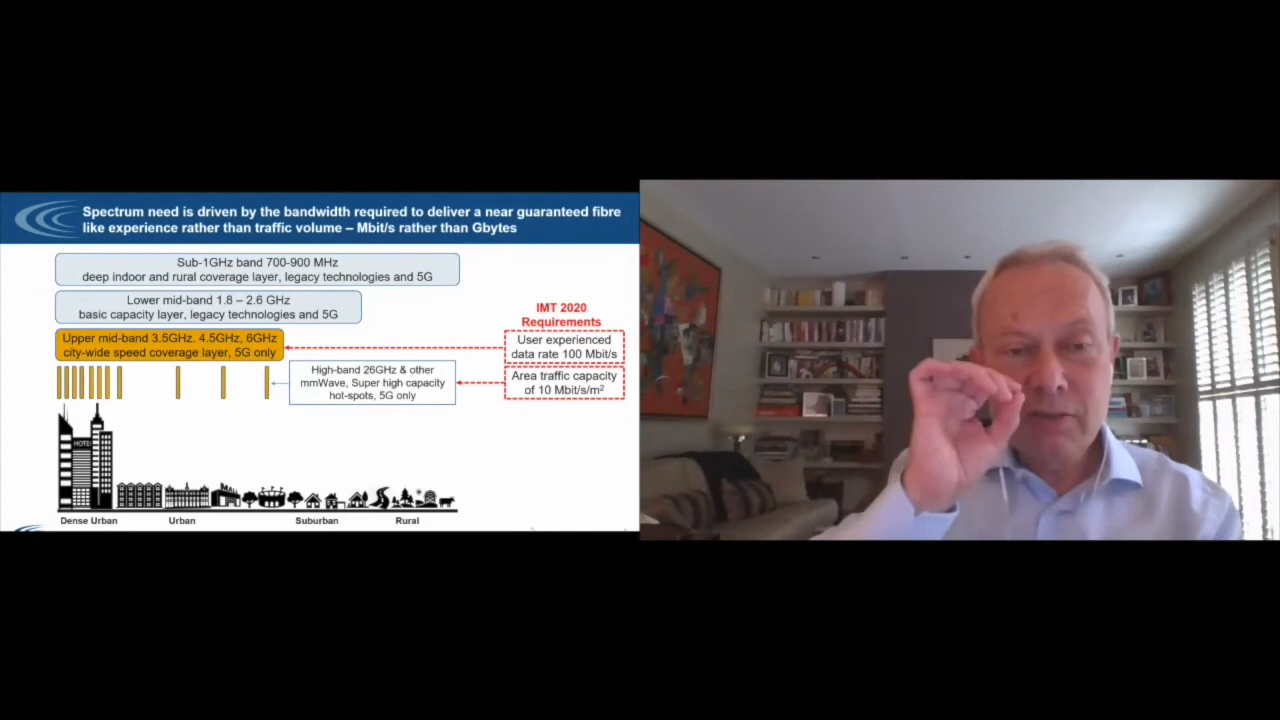 Spectrum need is driven by the bandwidth required to deliver a near guaranteed fibre
like experience rather than traffic volume – Mbit/s rather than Gbytes
Sub-1GHz band 700-900 MHz
deep indoor and rural coverage layer, legacy technologies and 5G
Lower mid-band 1.8 – 2.6 GHz
basic capacity layer, legacy technologies and 5G
IMT 2020
Requirements
Upper mid-band 3.5GHz. 4.5GHz, 6GHz
city-wide speed coverage layer, 5G only
User experienced
data rate 100 Mbit/s
High-band 26GHz & other
mmWave, Super high capacity
hot-spots, 5G only
Area traffic capacity
of 10 Mbit/s/m²
HOTEL
MALL
Dense Urban
Urban
Suburban
Rural